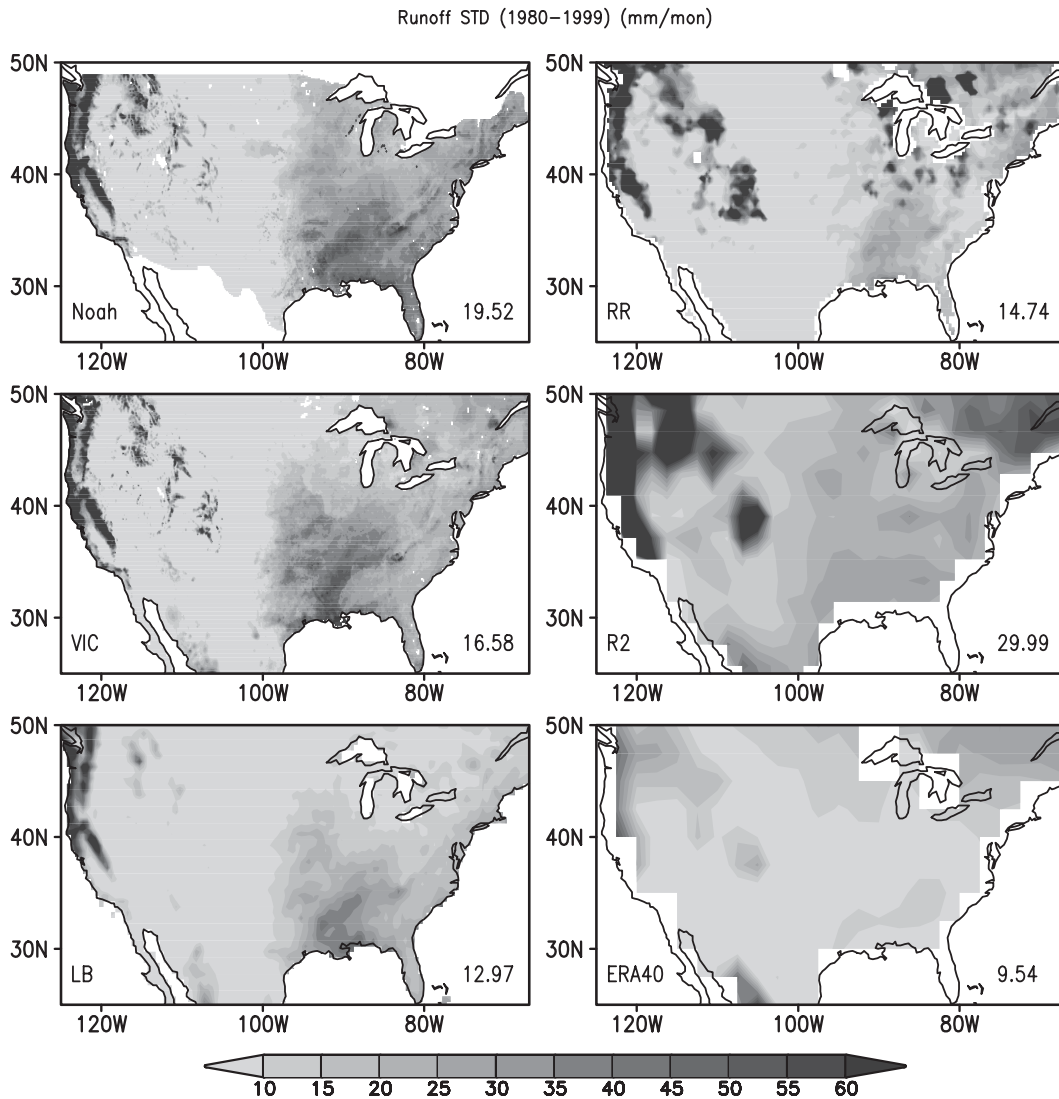 Runoff STD (1980−1999) (mm/mon)
50N
40N
30N
Noah 19.52
120W 100W 80W
50N
40N
30N
RR 14.74
120W 100W 80W
50N
40N
30N
VIC 16.58
120W 100W 80W
50N
40N
30N
R2 29.99
120W 100W 80W
50N
40N
30N
LB 12.97
120W 100W 80W
50N
40N
30N
ERA40 9.54
120W 100W 80W
10 15 20 25 30 35 40 45 50 55 60